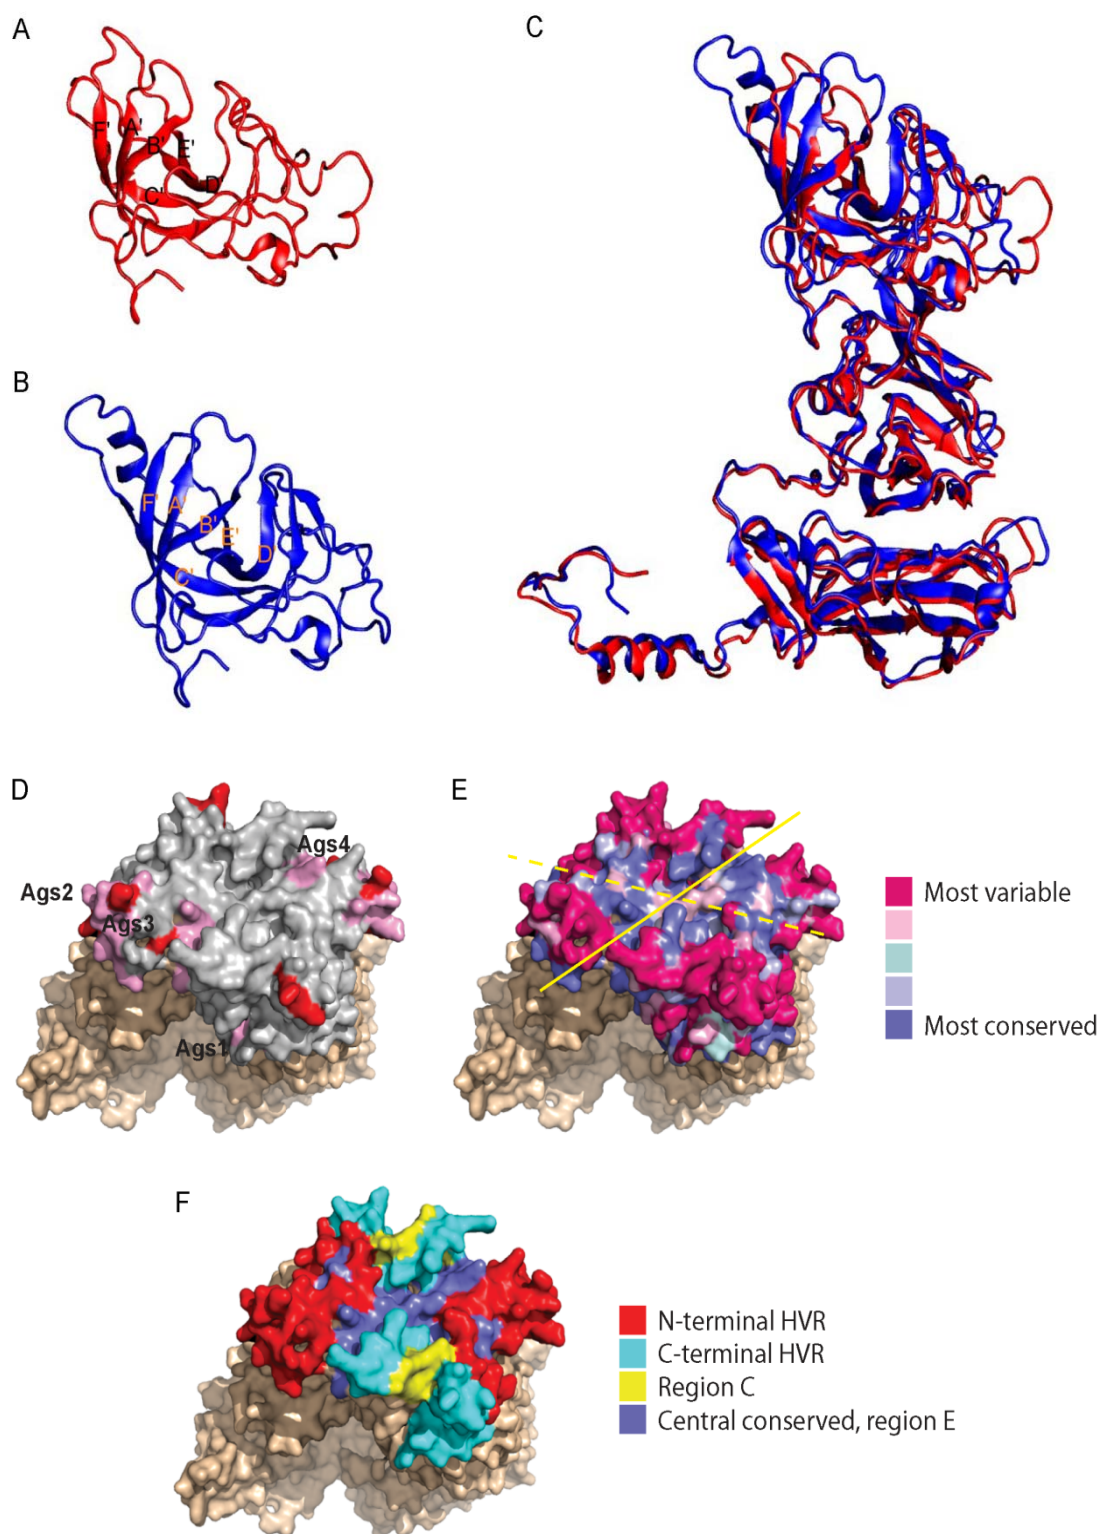 A
C
F'
A'
B'
E'
C'
D'
B
F'
A'
B'
E'
D'
C'
D
E
Ags4
Ags2
Ags3
Ags1
Most variable
Most conserved
F
N-terminal HVR
C-terminal HVR
Region C
Central conserved, region E